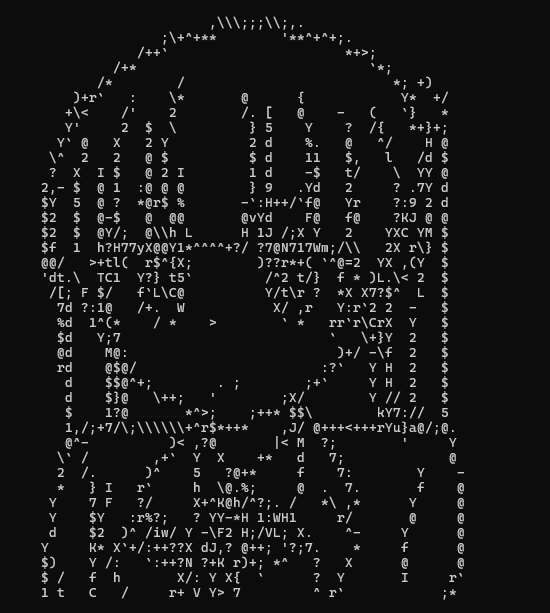 ,\\\;;;\\;,.
;\+^+** '**^+^+;.
/++` *+>;
/+* `*;
/* / *; +)
)+r` : \* @ { Y* +/
+\< /' 2 /. [ @ - ( `} *
Y' 2 $ \ } 5 Y ? /{ *+}+;
Y` @ X 2 Y 2 d %. @ ^/ H @
\^ 2 2 @ $ $ d 11 $, l /d $
? X I $ @ 2 I 1 d -$ t/ \ YY @
2,- $ @ 1 :@ @ @ } 9 .Yd 2 ? .7Y d
$Y 5 @ ? *@r$ % -`:H++/`f@ Yr ?:9 2 d
$2 $ @-$ @ @@ @vYd F@ f@ ?KJ @ @
$2 $ @Y/; @\\h L H 1J /;X Y 2 YXC YM $
$f 1 h?H77yX@@Y1*^^^^+?/ ?7@N717Wm;/\\ 2X r\} $
@@/ >+tl( r$^{X; )??r*+( `^@=2 YX ,(Y $
'dt.\ TC1 Y?} t5` /^2 t/} f * )L.\< 2 $
/[; F $/ f`L\C@ Y/t\r ? *X X7?$^ L $
7d ?:1@ /+. W X/ ,r Y:r`2 2 - $
%d 1^(* / * > ` * rr`r\CrX Y $
$d Y;7 ` \+}Y 2 $
@d M@: )+/ -\f 2 $
rd @$@/ :?` Y H 2 $
d $$@^+; . ; ;+` Y H 2 $
d $}@ \++; ' ;X/ Y // 2 $
$ 1?@ *^>; ;++* $$\ kY7:// 5
1,/;+7/\;\\\\\\+^r$*++* ,J/ @+++<+++rYu}a@/;@.
@^- )< ,?@ |< M ?; ' Y
\` / ,+` Y X +* d 7; @
2 /. )^ 5 ?@+* f 7: Y -
* } I r` h \@.%; @ . 7. f @
Y 7 F ?/ X+^K@h/^?;. / *\ ,* Y @
Y $Y :r%?; ? YY-*H 1:WH1 r/ @ @
d $2 )^ /iw/ Y -\F2 H;/VL; X. ^- Y @
Y K* X`+/:++??X dJ,? @++; '?;7. * f @
$) Y /: `:++?N ?+K r)+; *^ ? X @ @
$ / f h X/: Y X{ ` ? Y I r`
1 t C / r+ V Y> 7 ^ r` ;*